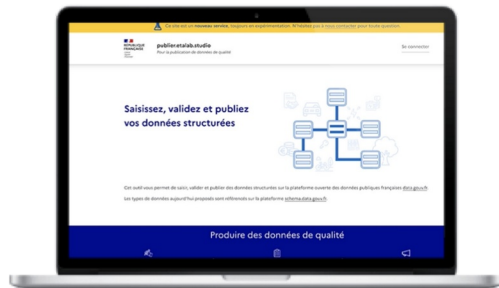 Ce site est un nouveau service, toujours en expérimentation. N'hésitez pas à nous contacter pour toute question.
RÉPUBLIQUE
FRANÇAISE
publier.etalab.studio
Pour la publication de données de qualité
Se connecter
Saisissez, validez et publiez
vos données structurées
Cet outil vous permet de saisir, valider et publier des données structurées sur la plateforme ouverte des données publiques françaises data.gouv.fr.
Les types de données aujourd'hui proposés sont référencés sur la plateforme schema.data.gouv.fr.
Produire des données de qualité